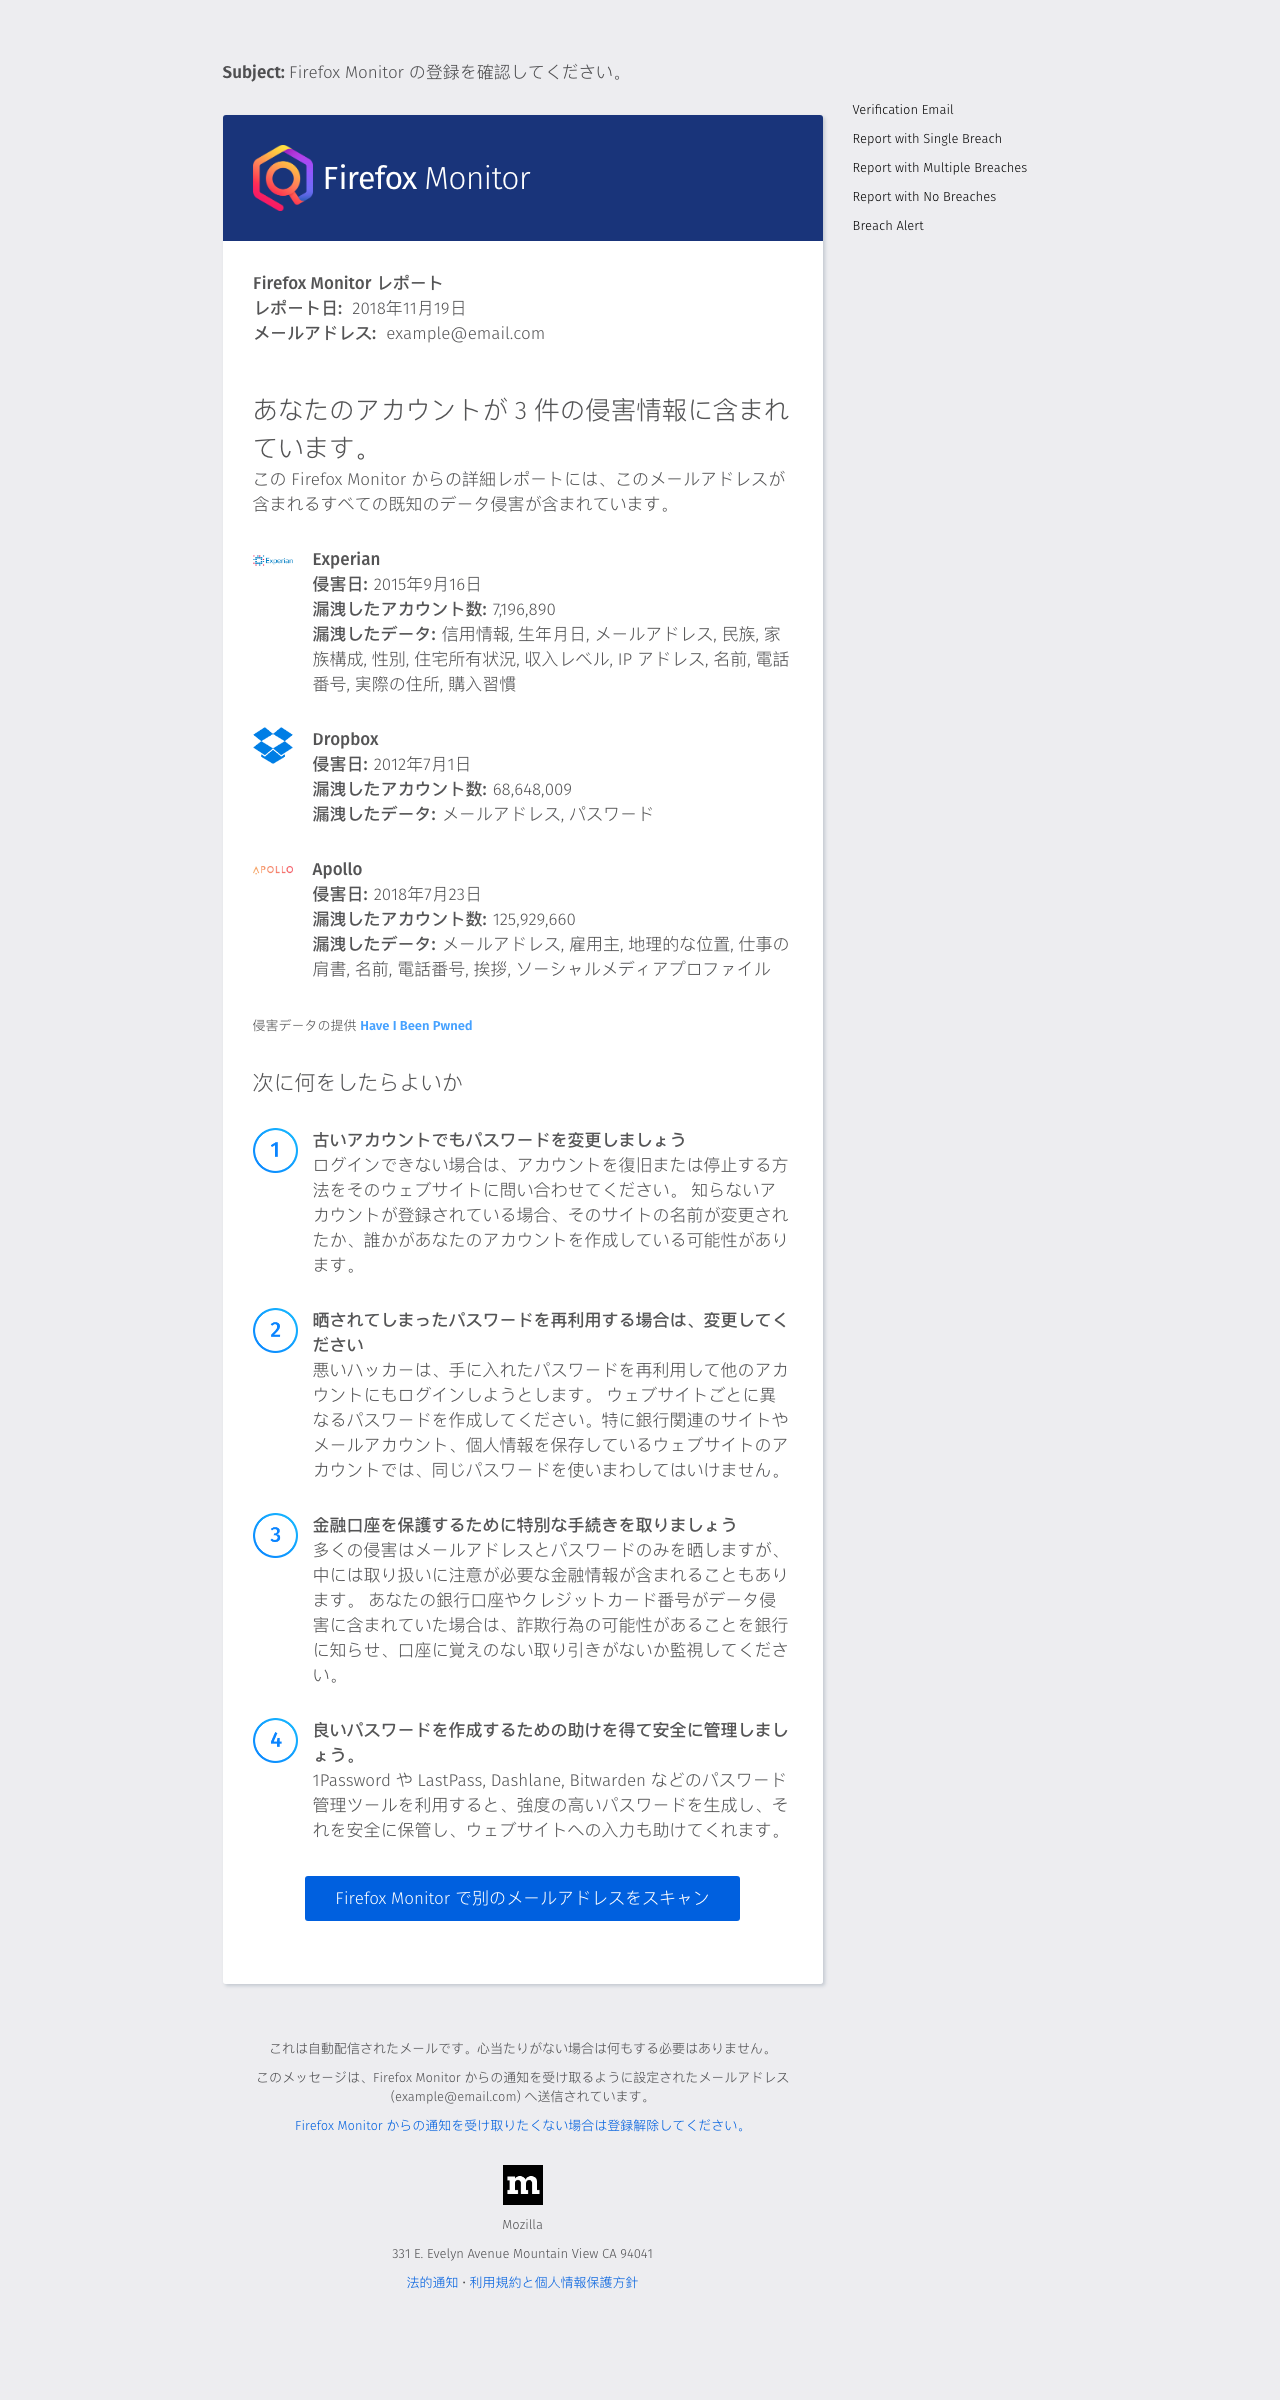 Subject: Firefox Monitor の登録を確認してください。
Verification Email
Report with Single Breach
Report with Multiple Breaches
Report with No Breaches
Breach Alert
Firefox Monitor
Firefox Monitor レポート
レポート日: 2018年11月19日
メールアドレス: example@email.com
あなたのアカウントが 3 件の侵害情報に含まれ
ています。
この Firefox Monitor からの詳細レポートには、このメールアドレスが
含まれるすべての既知のデータ侵害が含まれています。
Experian
Experian
侵害日: 2015年9月16日
漏洩したアカウント数: 7,196,890
漏洩したデータ: 信用情報, 生年月日, メールアドレス, 民族, 家
族構成, 性別, 住宅所有状況, 収入レベル, IP アドレス, 名前, 電話
番号, 実際の住所, 購入習慣
Dropbox
侵害日: 2012年7月1日
漏洩したアカウント数: 68,648,009
漏洩したデータ: メールアドレス, パスワード
APOLLO
Apollo
侵害日: 2018年7月23日
漏洩したアカウント数: 125,929,660
漏洩したデータ: メールアドレス, 雇用主, 地理的な位置, 仕事の
肩書, 名前, 電話番号, 挨拶, ソーシャルメディアプロファイル
侵害データの提供 Have I Been Pwned
次に何をしたらよいか
1
古いアカウントでもパスワードを変更しましょう
ログインできない場合は、アカウントを復旧または停止する方
法をそのウェブサイトに問い合わせてください。 知らないア
カウントが登録されている場合、そのサイトの名前が変更され
たか、誰かがあなたのアカウントを作成している可能性があり
ます。
2
晒されてしまったパスワードを再利用する場合は、変更してく
ださい
悪いハッカーは、手に入れたパスワードを再利用して他のアカ
ウントにもログインしようとします。 ウェブサイトごとに異
なるパスワードを作成してください。特に銀行関連のサイトや
メールアカウント、個人情報を保存しているウェブサイトのア
カウントでは、同じパスワードを使いまわしてはいけません。
3
金融口座を保護するために特別な手続きを取りましょう
多くの侵害はメールアドレスとパスワードのみを晒しますが、
中には取り扱いに注意が必要な金融情報が含まれることもあり
ます。 あなたの銀行口座やクレジットカード番号がデータ侵
害に含まれていた場合は、詐欺行為の可能性があることを銀行
に知らせ、口座に覚えのない取り引きがないか監視してくださ
い。
4
良いパスワードを作成するための助けを得て安全に管理しまし
ょう。
1Password や LastPass, Dashlane, Bitwarden などのパスワード
管理ツールを利用すると、強度の高いパスワードを生成し、そ
れを安全に保管し、ウェブサイトへの入力も助けてくれます。
Firefox Monitor で別のメールアドレスをスキャン
これは自動配信されたメールです。心当たりがない場合は何もする必要はありません。
このメッセージは、Firefox Monitor からの通知を受け取るように設定されたメールアドレス
(example@email.com) へ送信されています。
Firefox Monitor からの通知を受け取りたくない場合は登録解除してください。
m
Mozilla
331 E. Evelyn Avenue Mountain View CA 94041
法的通知 · 利用規約と個人情報保護方針